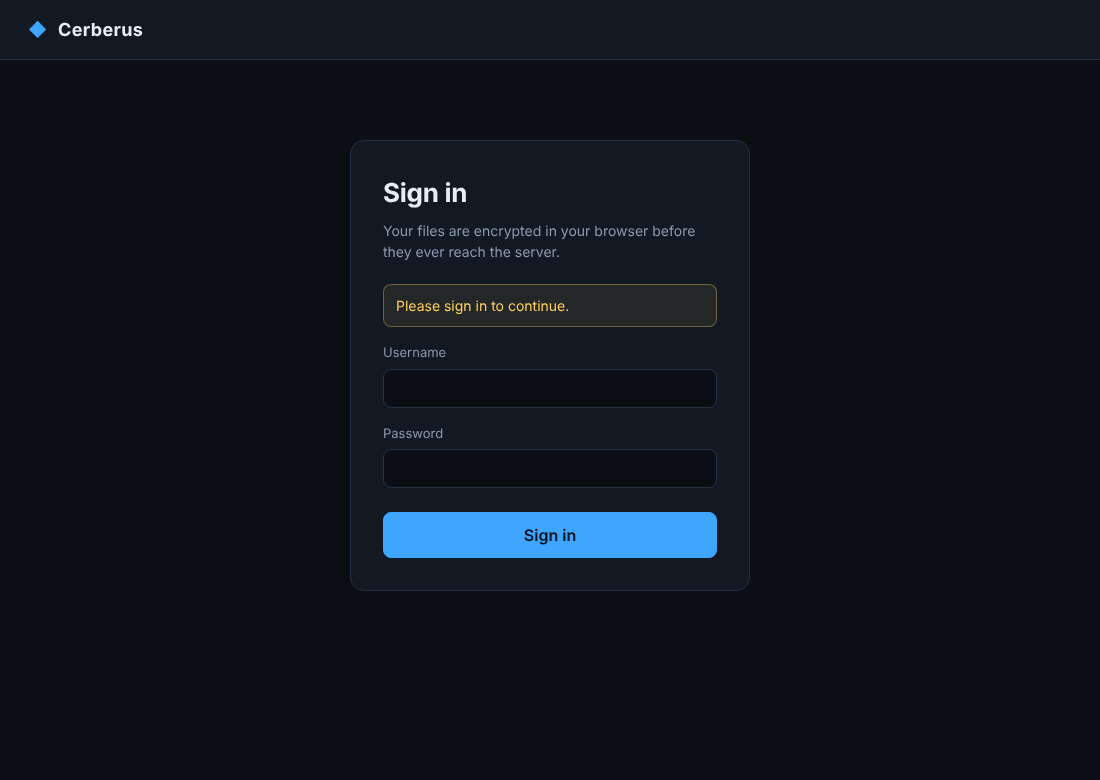 Cerberus
Sign in
Your files are encrypted in your browser before
they ever reach the server.
Please sign in to continue.
Username
Password
Sign in